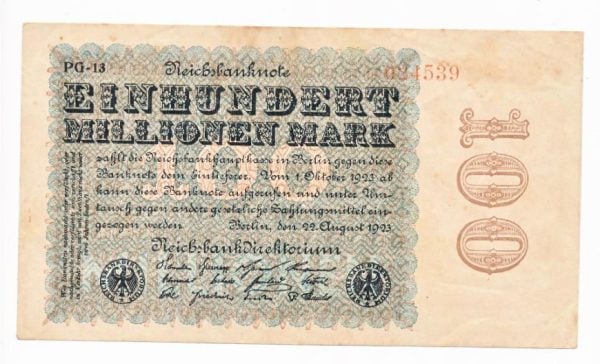 PG-13 Reichsbanknote 034539
EINHUNDERT
MILLIONEN MARK
zahlt die Reichsbankhauptkasse in Berlin gegen diese
Banknote dem Einlieferer. Vom 1. Oktober 1923 ab
kann diese Banknote aufgerufen und unter Um-
tausch gegen andere gesetzliche Zahlungsmittel ein-
gezogen werden Berlin, den 22. August 1923
Reichsbankdirektorium
100